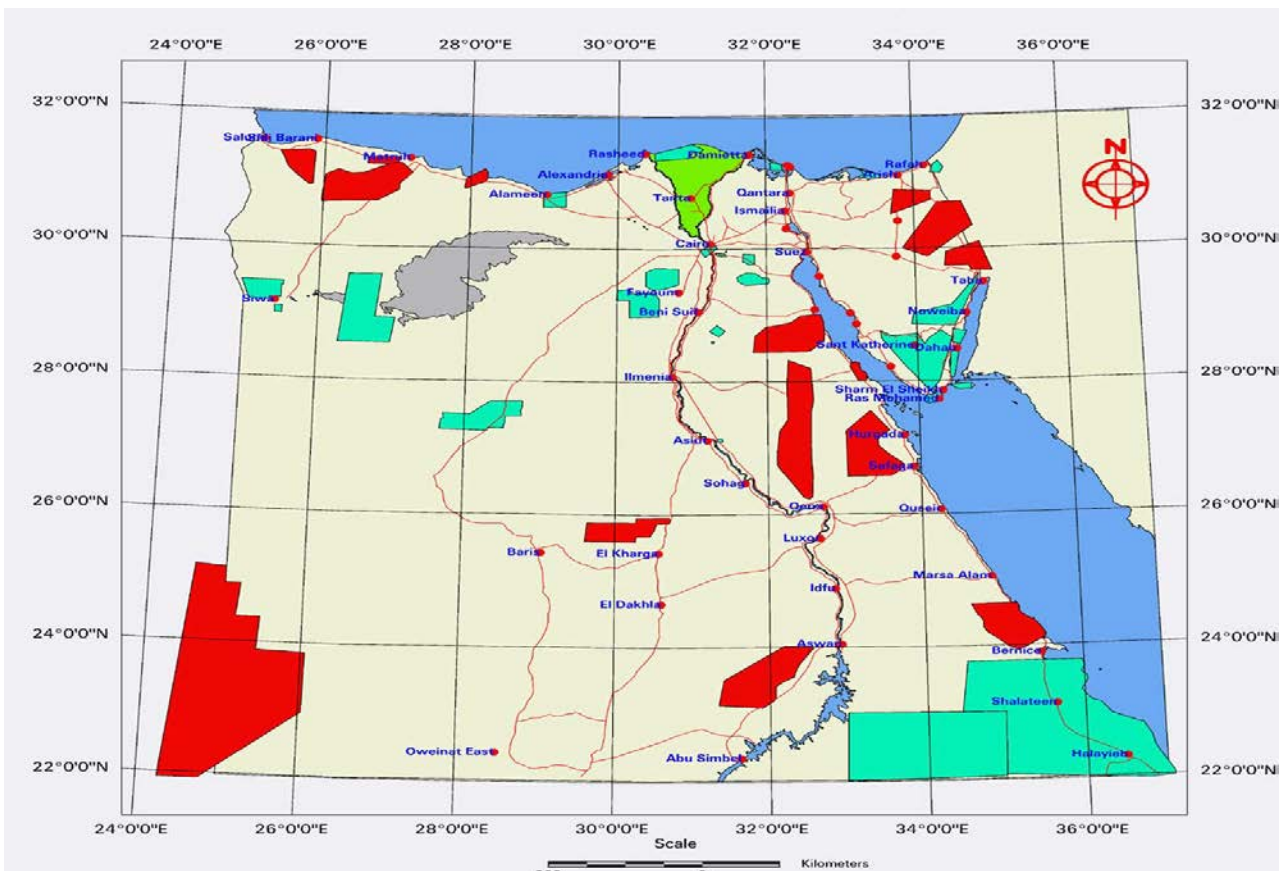 24°0'0"E 26°0'0"E 28°0'0"E 30°0'0"E 32°0'0"E 34°0'0"E 36°0'0"E
32°0'0"N 32°0'0"N
N
Sidi Barani
Matruh
Rasheed
Damietta
Rafah
Arish
Alexandria
Alameen
Tanta
Qantara
Ismailia
30°0'0"N 30°0'0"N
Cairo
Suez
Taba
Siwa
Fayoum
Noweiba
Beni Suif
Sant Katherine
Dahab
28°0'0"N 28°0'0"N
Ilmenia
Sharm El Sheikh
Ras Mohamed
Asiut
Hurgada
Safaga
Sohag
26°0'0"N 26°0'0"N
Qena
Quseir
Luxor
Baris
El Kharga
Marsa Alam
Idfu
El Dakhla
24°0'0"N 24°0'0"N
Aswan
Bernice
Shalateen
Oweinat East
Abu Simbel
Halayieb
22°0'0"N 22°0'0"N
24°0'0"E 26°0'0"E 28°0'0"E 30°0'0"E 32°0'0"E 34°0'0"E 36°0'0"E
Scale
Kilometers